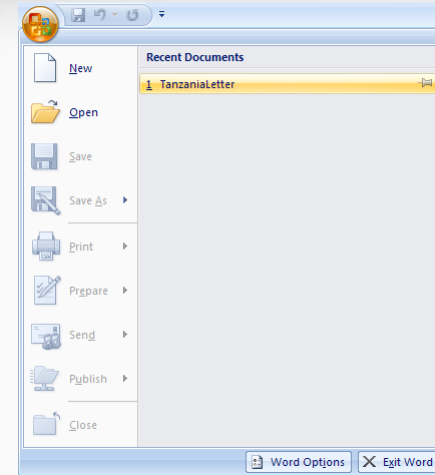 New
Open
Save
Save As
Print
Prepare
Send
Publish
Close
Recent Documents
1 TanzaniaLetter
Word Options
Exit Word